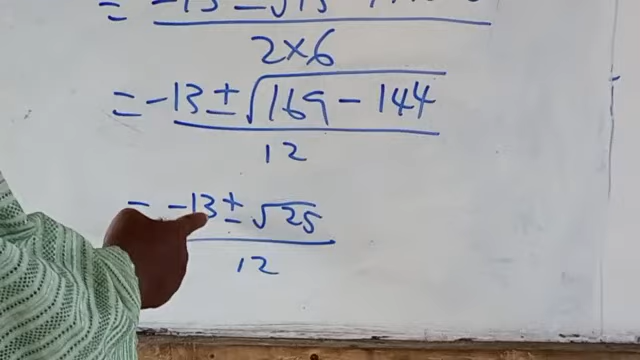 2×6
= -13 ± √169 - 144
12
= -13 ± √25
12